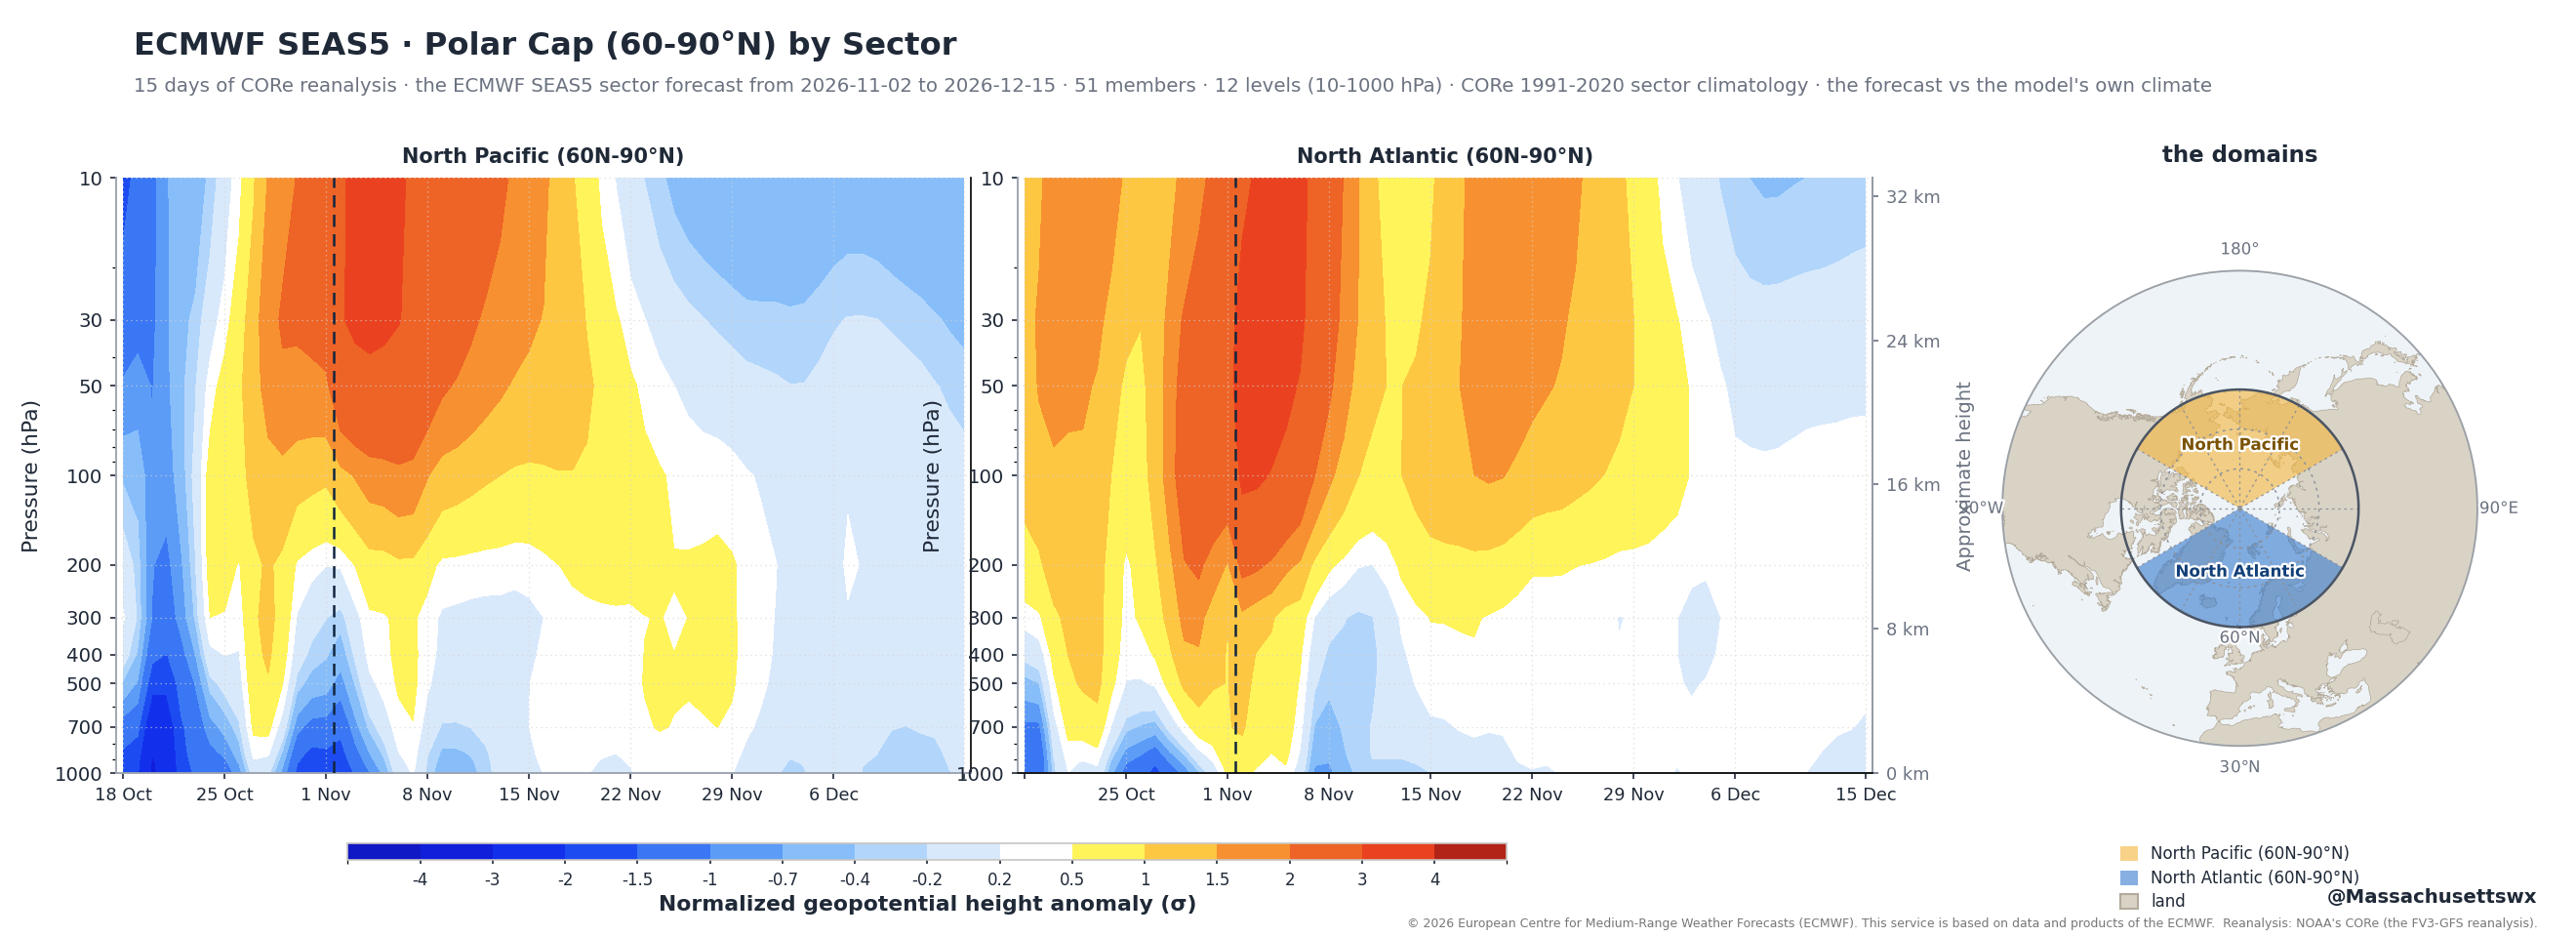 ECMWF SEAS5 · Polar Cap (60-90°N) by Sector
15 days of CORe reanalysis · the ECMWF SEAS5 sector forecast from 2026-11-02 to 2026-12-15 · 51 members · 12 levels (10-1000 hPa) · CORe 1991-2020 sector climatology · the forecast vs the model's own climate
North Pacific (60N-90°N)
Pressure (hPa)
10
30
50
100
200
300
400
500
700
1000
18 Oct 25 Oct 1 Nov 8 Nov 15 Nov 22 Nov 29 Nov 6 Dec
North Atlantic (60N-90°N)
Pressure (hPa)
10
30
50
100
200
300
400
500
700
1000
25 Oct 1 Nov 8 Nov 15 Nov 22 Nov 29 Nov 6 Dec 15 Dec
32 km
24 km
16 km
8 km
0 km
Approximate height
the domains
180°
North Pacific
90°W
90°E
North Atlantic
60°N
30°N
-4 -3 -2 -1.5 -1 -0.7 -0.4 -0.2 0.2 0.5 1 1.5 2 3 4
Normalized geopotential height anomaly (σ)
North Pacific (60N-90°N)
North Atlantic (60N-90°N)
land
@Massachusettswx
© 2026 European Centre for Medium-Range Weather Forecasts (ECMWF). This service is based on data and products of the ECMWF. Reanalysis: NOAA's CORe (the FV3-GFS reanalysis).